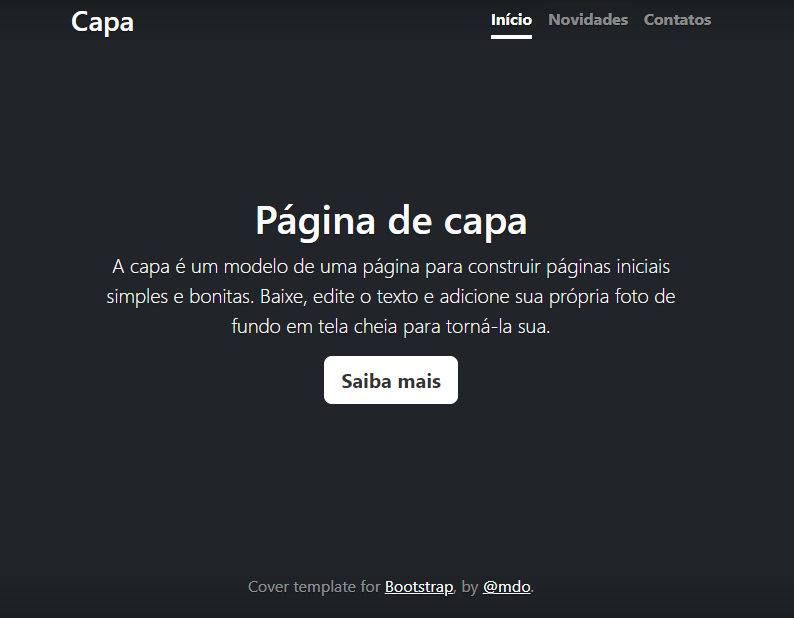 Capa
Início Novidades Contatos
Página de capa
A capa é um modelo de uma página para construir páginas iniciais
simples e bonitas. Baixe, edite o texto e adicione sua própria foto de
fundo em tela cheia para torná-la sua.
Saiba mais
Cover template for Bootstrap, by @mdo.